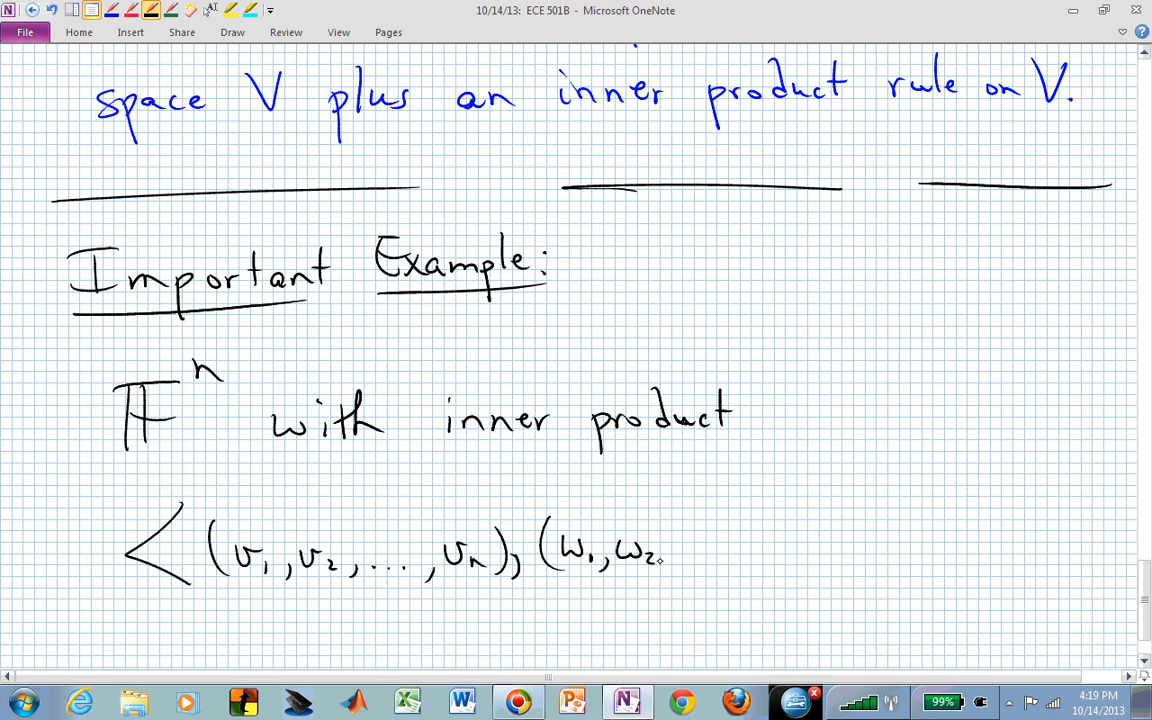 10/14/13: ECE 501B - Microsoft OneNote
File Home Insert Share Draw Review View Pages
space V plus an inner product rule on V.
Important Example:
𝔽ⁿ with inner product
<(v₁,v₂,...,vₙ),(w₁,w₂
99%
4:19 PM
10/14/2013